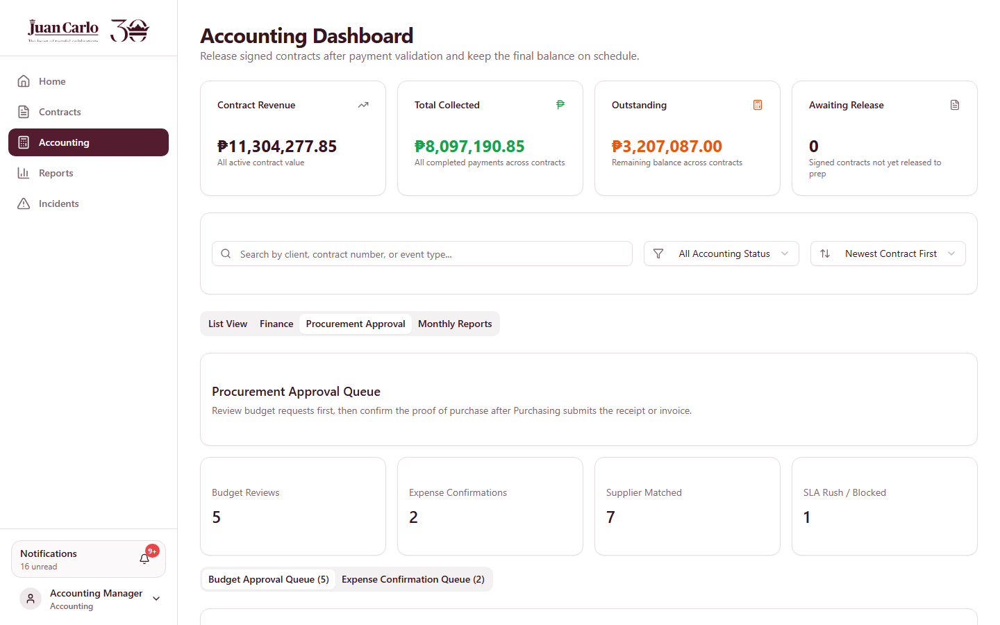 Juan Carlo 30
Home
Contracts
Accounting
Reports
Incidents
Notifications
16 unread
9+
Accounting Manager
Accounting
Accounting Dashboard
Release signed contracts after payment validation and keep the final balance on schedule.
Contract Revenue
₱11,304,277.85
All active contract value
Total Collected
₱
₱8,097,190.85
All completed payments across contracts
Outstanding
₱3,207,087.00
Remaining balance across contracts
Awaiting Release
0
Signed contracts not yet released to
prep
Search by client, contract number, or event type...
All Accounting Status
Newest Contract First
List View
Finance
Procurement Approval
Monthly Reports
Procurement Approval Queue
Review budget requests first, then confirm the proof of purchase after Purchasing submits the receipt or invoice.
Budget Reviews
5
Expense Confirmations
2
Supplier Matched
7
SLA Rush / Blocked
1
Budget Approval Queue (5)
Expense Confirmation Queue (2)